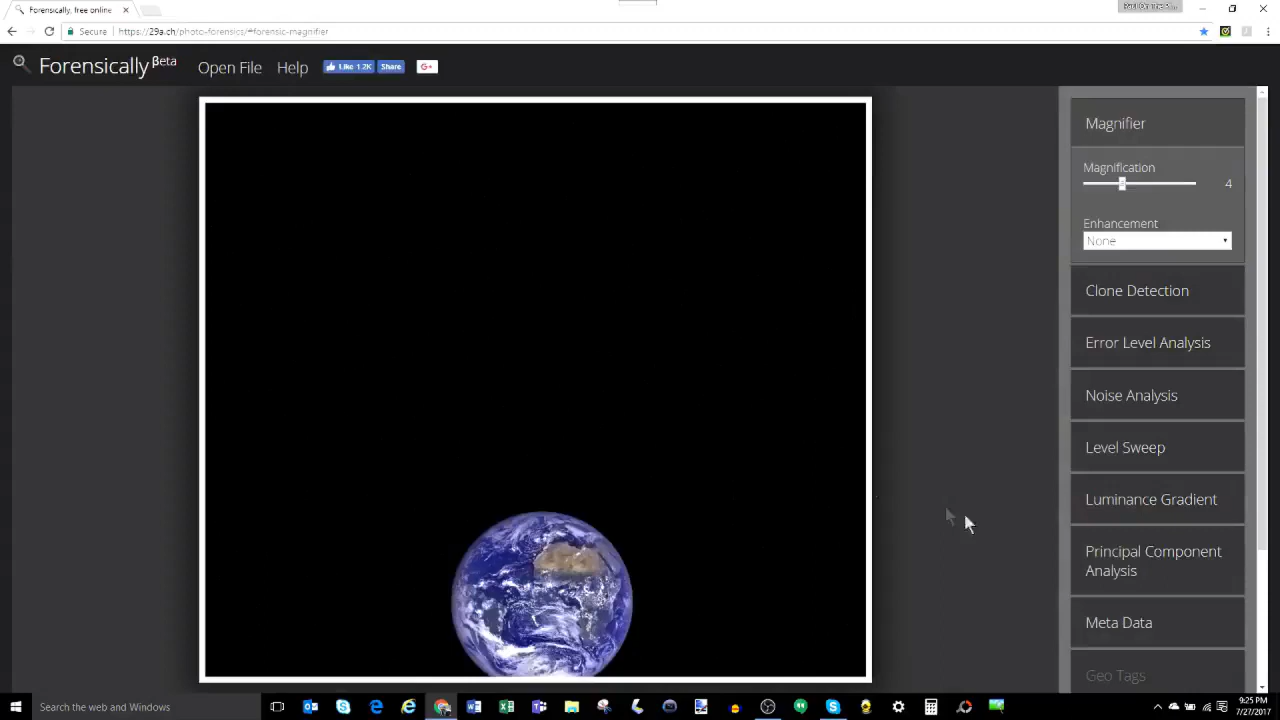 Forensically, free online
Secure
https://29a.ch/photo-forensics/#forensic-magnifier
Forensically Beta
Open File
Help
Like 1.2K
Share
G+
Magnifier
Magnification
4
Enhancement
None
Clone Detection
Error Level Analysis
Noise Analysis
Level Sweep
Luminance Gradient
Principal Component
Analysis
Meta Data
Geo Tags
Search the web and Windows
9:25 PM
7/27/2017